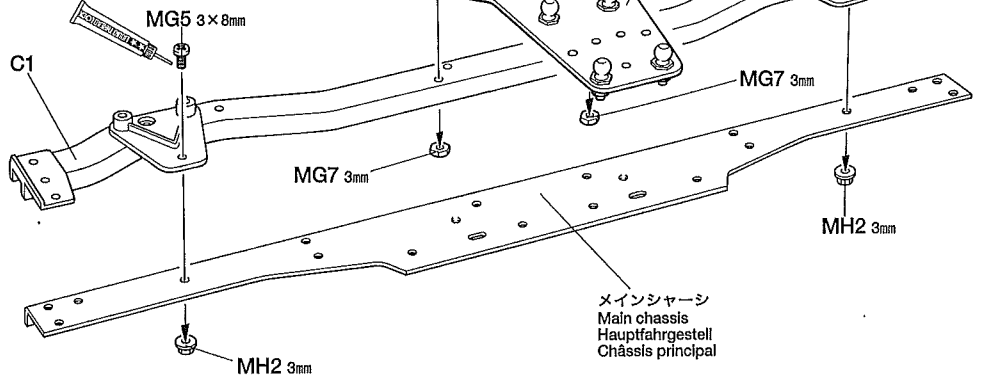 MG5 3×8mm
C1
MG7 3mm
MG7 3mm
MH2 3mm
メインシャーシ
Main chassis
Hauptfahrgestell
Châssis principal
MH2 3mm